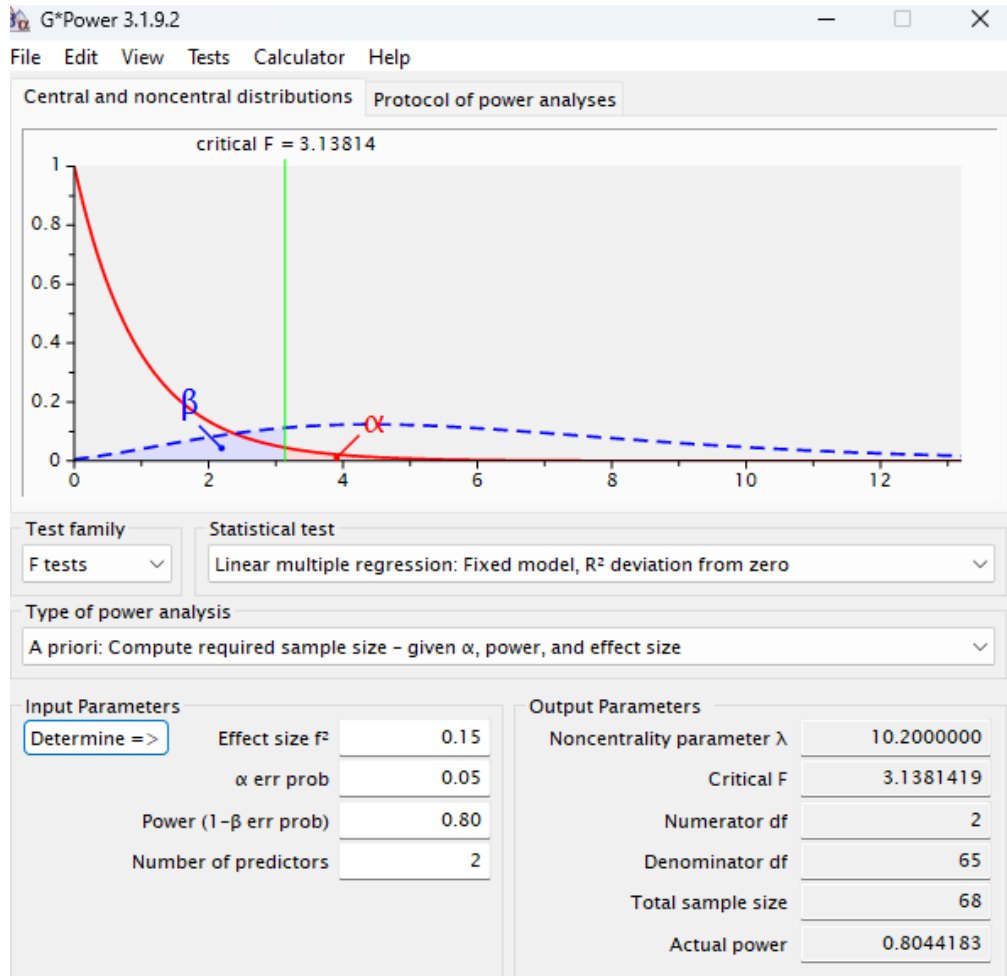 G*Power 3.1.9.2
File Edit View Tests Calculator Help
Central and noncentral distributions Protocol of power analyses
critical F = 3.13814
1
0.8
0.6
0.4
0.2
0
β
α
0 2 4 6 8 10 12
Test family Statistical test
F tests Linear multiple regression: Fixed model, R² deviation from zero
Type of power analysis
A priori: Compute required sample size – given α, power, and effect size
Input Parameters Output Parameters
Determine => Effect size f² 0.15 Noncentrality parameter λ 10.2000000
α err prob 0.05 Critical F 3.1381419
Power (1-β err prob) 0.80 Numerator df 2
Number of predictors 2 Denominator df 65
Total sample size 68
Actual power 0.8044183